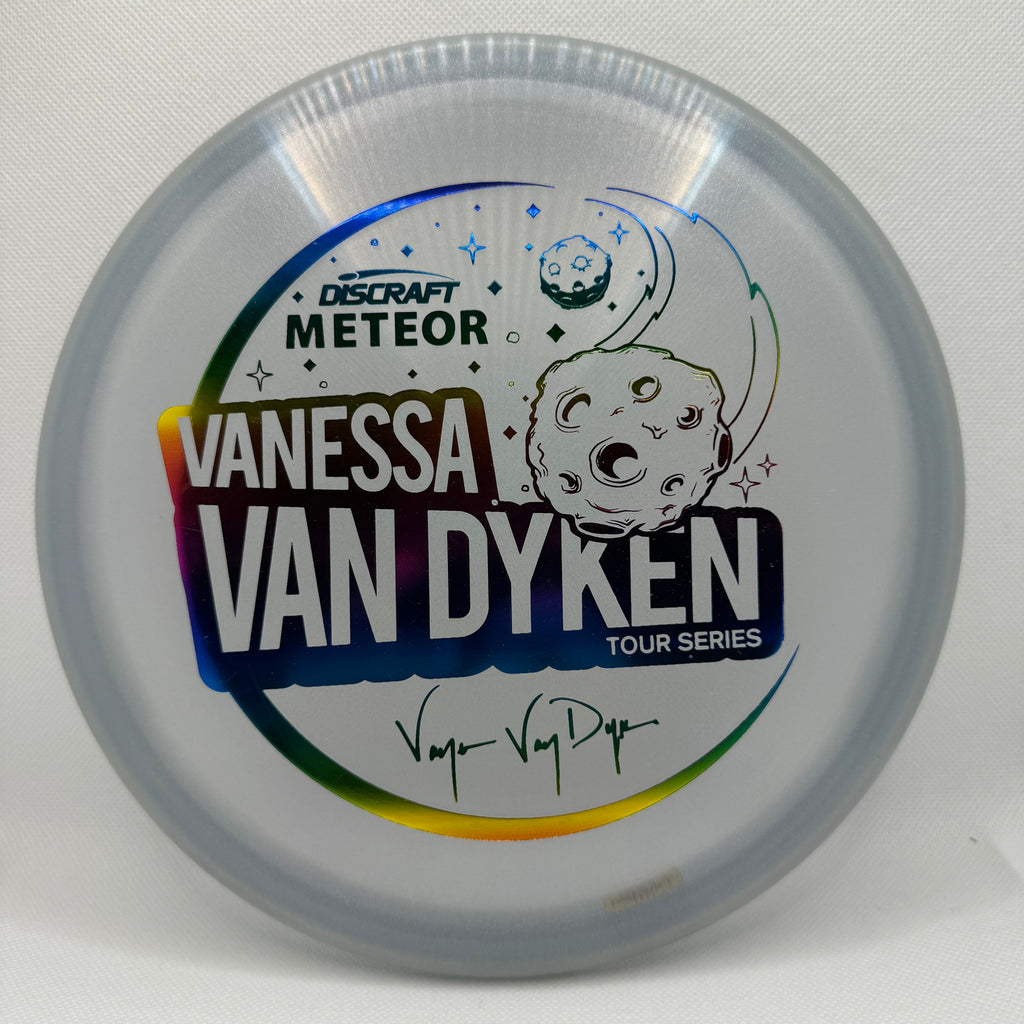 DISCRAFT
METEOR
VANESSA
VAN DYKEN
TOUR SERIES